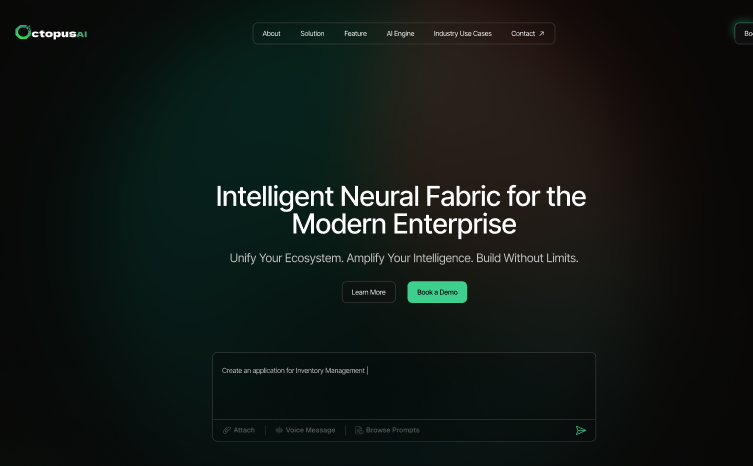 OctopusAI
About Solution Feature AI Engine Industry Use Cases Contact
Intelligent Neural Fabric for the
Modern Enterprise
Unify Your Ecosystem. Amplify Your Intelligence. Build Without Limits.
Learn More Book a Demo
Create an application for Inventory Management
Attach Voice Message Browse Prompts